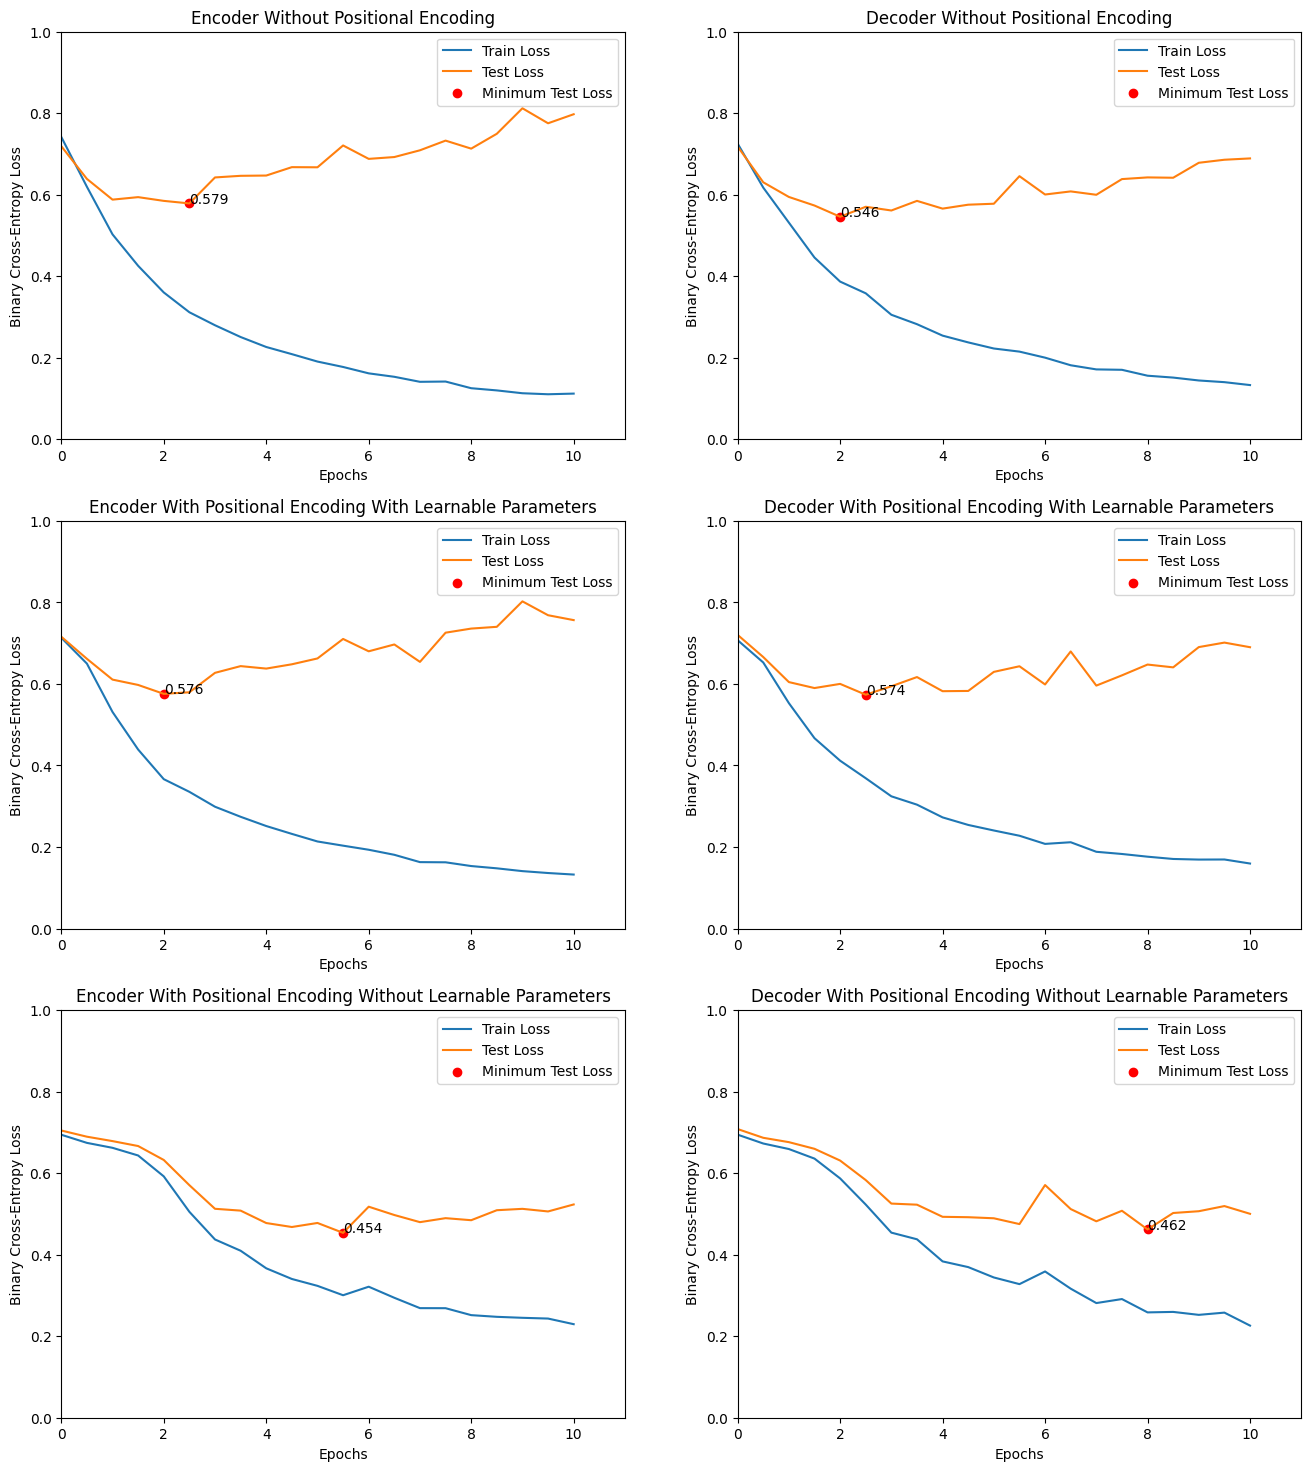 Encoder Without Positional Encoding
Binary Cross-Entropy Loss
1.0
0.8
0.6
0.4
0.2
0.0
Train Loss
Test Loss
Minimum Test Loss
0.579
0 2 4 6 8 10
Epochs
Decoder Without Positional Encoding
Binary Cross-Entropy Loss
1.0
0.8
0.6
0.4
0.2
0.0
Train Loss
Test Loss
Minimum Test Loss
0.546
0 2 4 6 8 10
Epochs
Encoder With Positional Encoding With Learnable Parameters
Binary Cross-Entropy Loss
1.0
0.8
0.6
0.4
0.2
0.0
Train Loss
Test Loss
Minimum Test Loss
0.576
0 2 4 6 8 10
Epochs
Decoder With Positional Encoding With Learnable Parameters
Binary Cross-Entropy Loss
1.0
0.8
0.6
0.4
0.2
0.0
Train Loss
Test Loss
Minimum Test Loss
0.574
0 2 4 6 8 10
Epochs
Encoder With Positional Encoding Without Learnable Parameters
Binary Cross-Entropy Loss
1.0
0.8
0.6
0.4
0.2
0.0
Train Loss
Test Loss
Minimum Test Loss
0.454
0 2 4 6 8 10
Epochs
Decoder With Positional Encoding Without Learnable Parameters
Binary Cross-Entropy Loss
1.0
0.8
0.6
0.4
0.2
0.0
Train Loss
Test Loss
Minimum Test Loss
0.462
0 2 4 6 8 10
Epochs